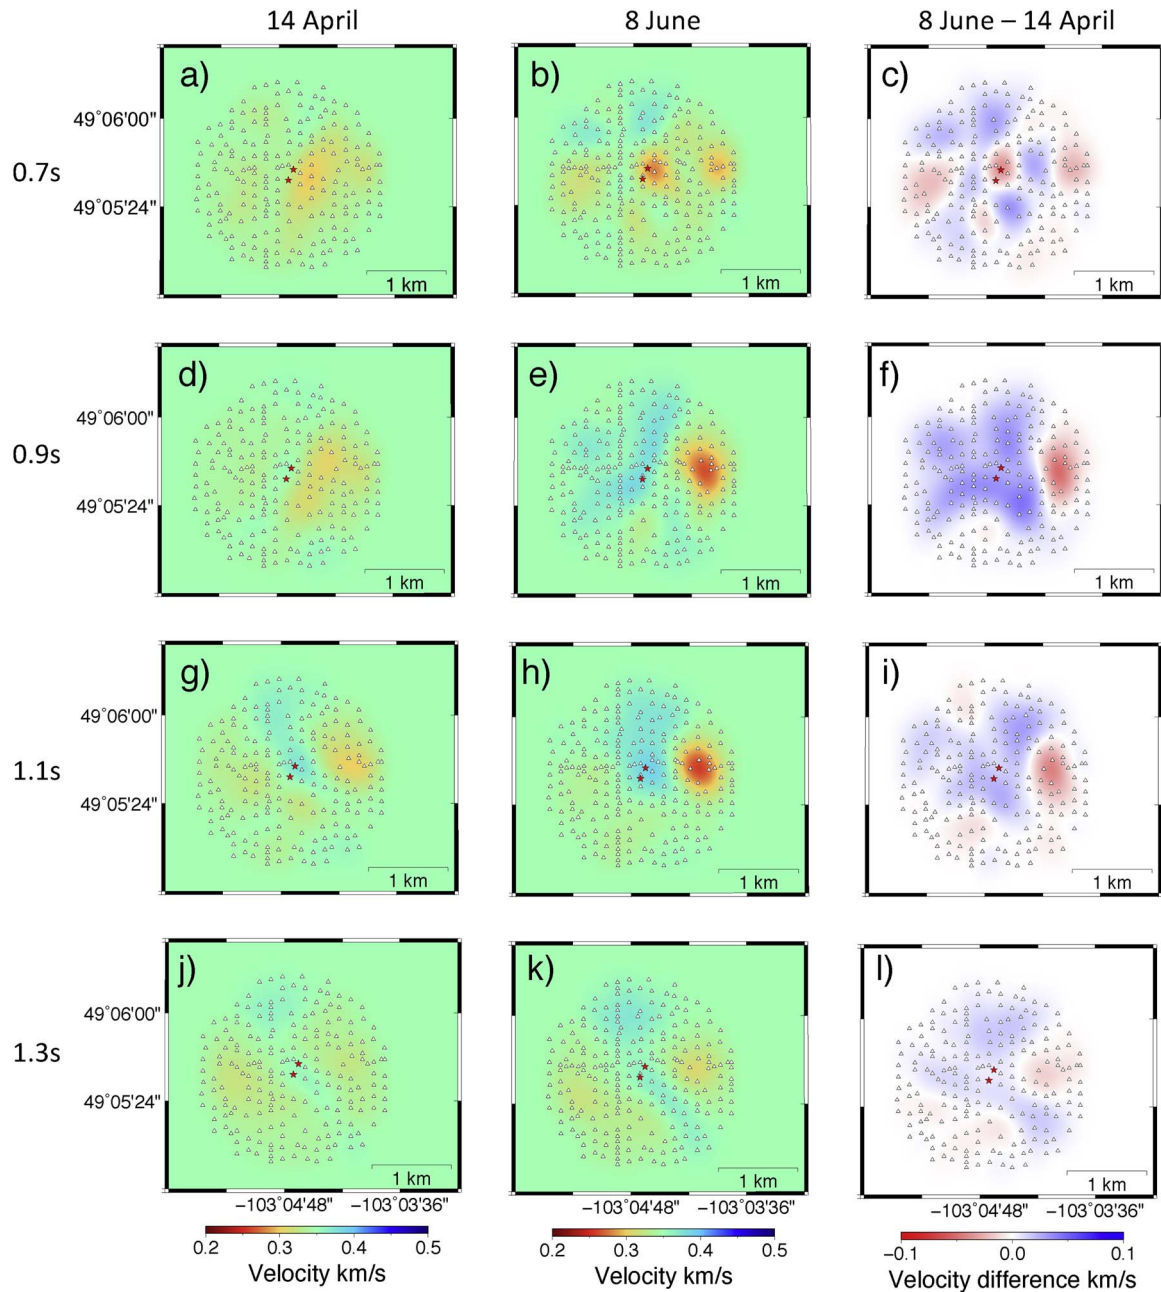 14 April
8 June
8 June – 14 April
a)
b)
c)
49°06'00"
0.7s
49°05'24"
1 km
1 km
1 km
d)
e)
f)
49°06'00"
0.9s
49°05'24"
1 km
1 km
1 km
g)
h)
i)
49°06'00"
1.1s
49°05'24"
1 km
1 km
1 km
j)
k)
l)
49°06'00"
1.3s
49°05'24"
1 km
1 km
1 km
−103°04'48" −103°03'36"
−103°04'48" −103°03'36"
−103°04'48" −103°03'36"
0.2 0.3 0.4 0.5
0.2 0.3 0.4 0.5
−0.1 0.0 0.1
Velocity km/s
Velocity km/s
Velocity difference km/s